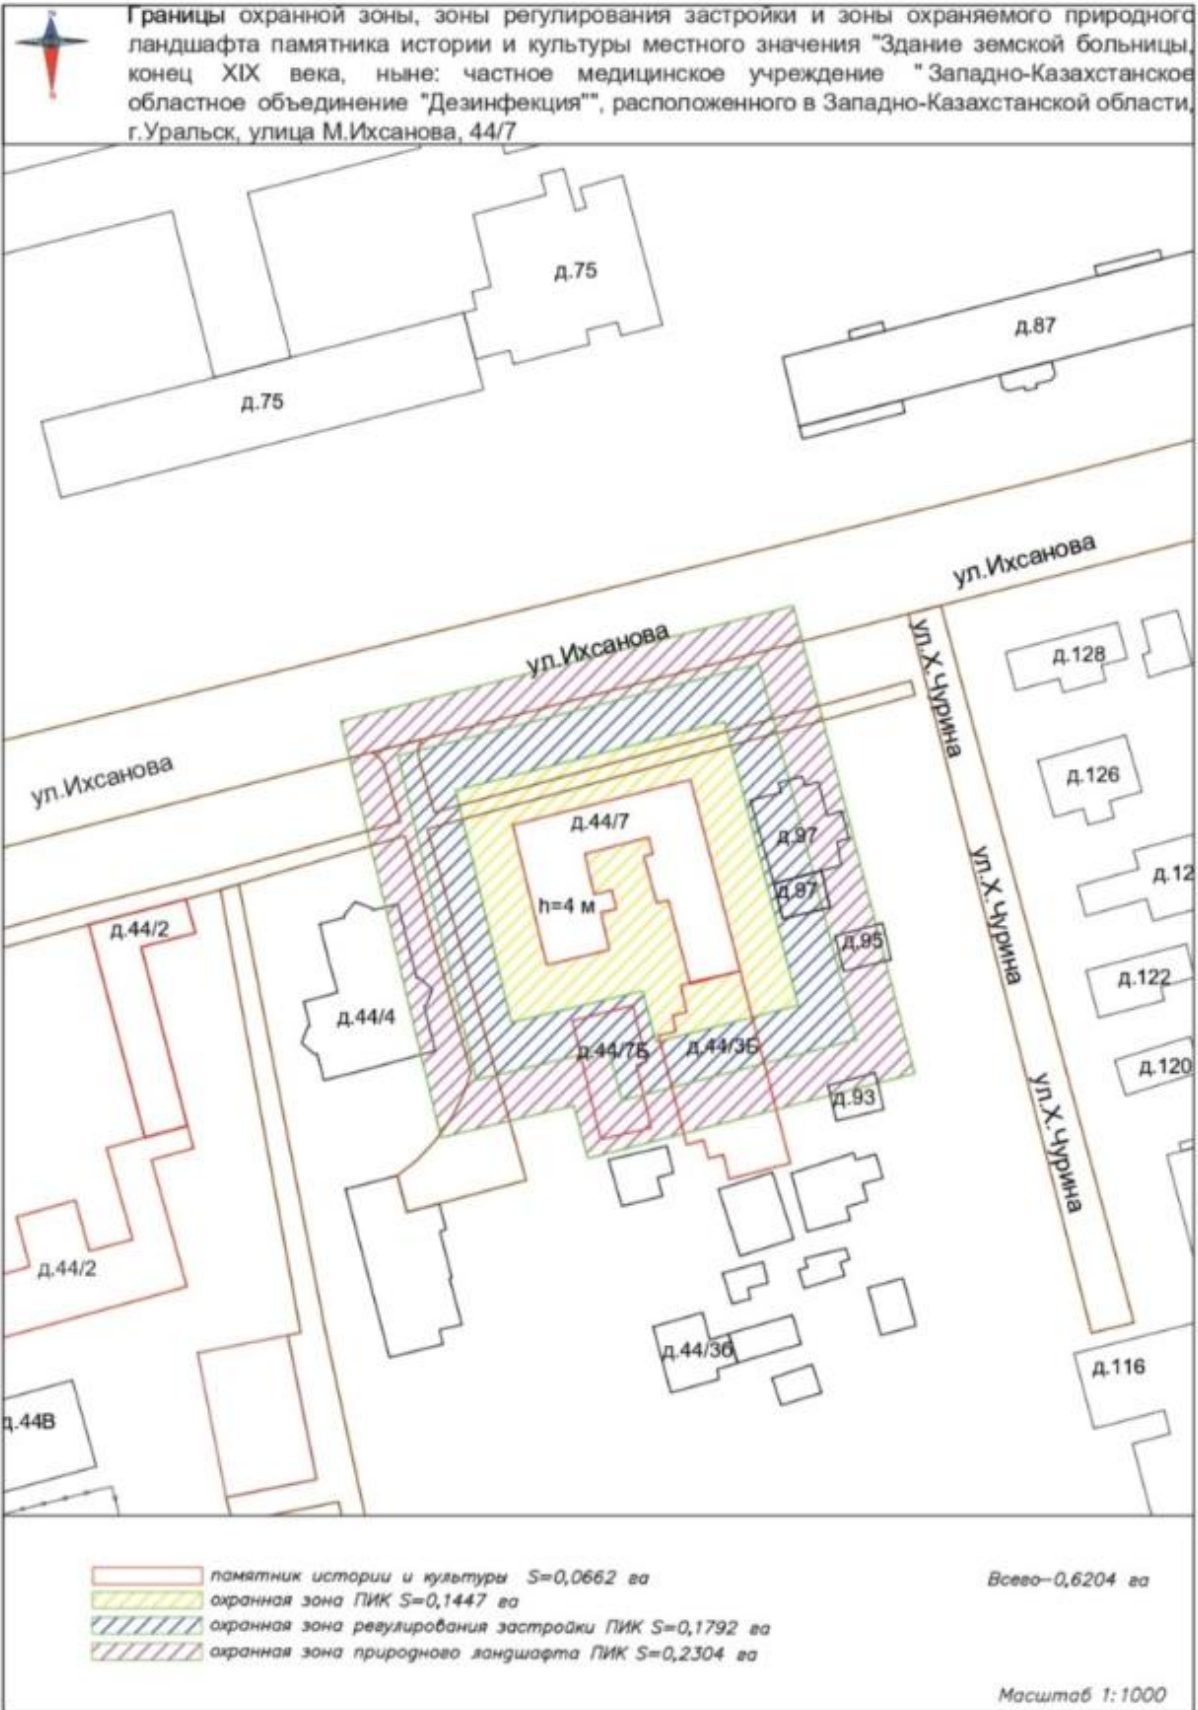 Границы охранной зоны, зоны регулирования застройки и зоны охраняемого природного
ландшафта памятника истории и культуры местного значения "Здание земской больницы,
конец XIX века, ныне: частное медицинское учреждение "Западно-Казахстанское
областное объединение "Дезинфекция"", расположенного в Западно-Казахстанской области,
г.Уральск, улица М.Ихсанова, 44/7
д.75
д.87
д.75
ул.Ихсанова
ул.Ихсанова
ул.Ихсанова
ул.Х.Чурина
д.128
д.126
д.44/7
д.97
д.97
h=4 м
д.12
ул.Х.Чурина
д.44/2
д.95
д.122
д.44/4
д.44/7Б
д.44/3Б
д.120
д.93
ул.Х.Чурина
д.44/2
д.44/3б
д.116
д.44В
памятник истории и культуры S=0,0662 га
Всего-0,6204 га
охранная зона ПИК S=0,1447 га
охранная зона регулирования застройки ПИК S=0,1792 га
охранная зона природного ландшафта ПИК S=0,2304 га
Масштаб 1:1000